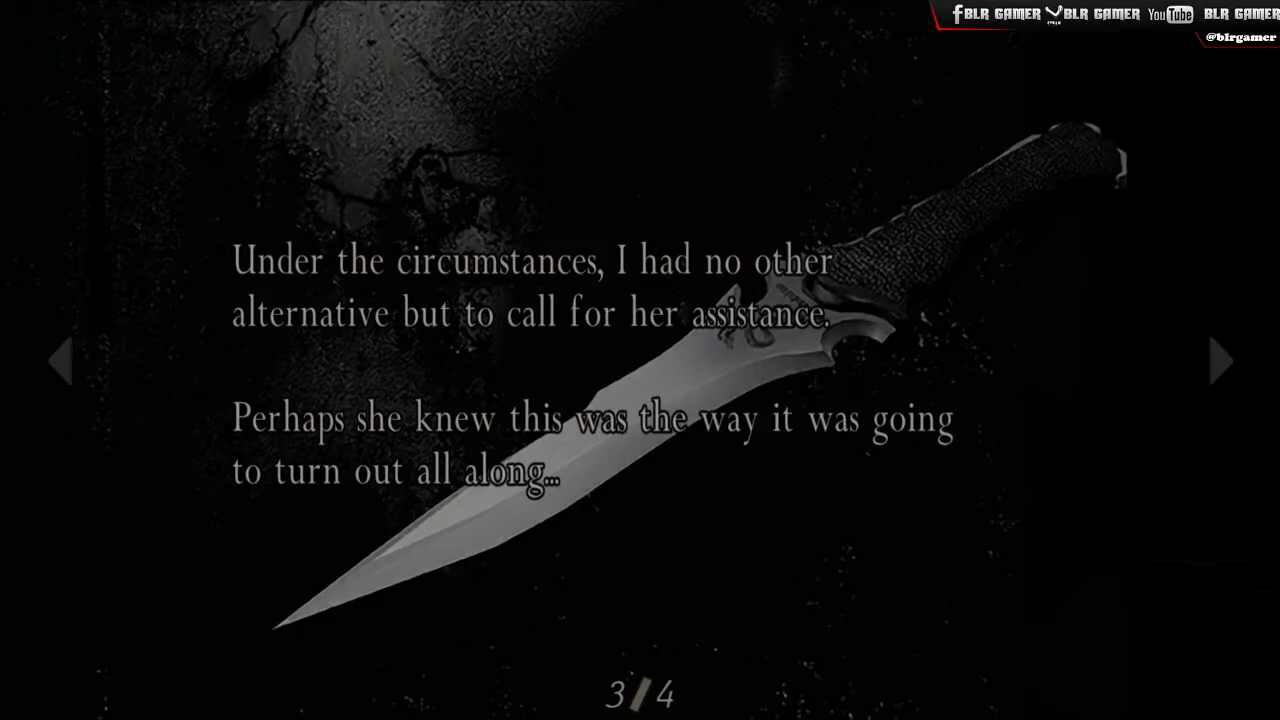 BLR GAMER BLR GAMER YouTube BLR GAMER
@blrgamer
Under the circumstances, I had no other
alternative but to call for her assistance.
Perhaps she knew this was the way it was going
to turn out all along...
3/4